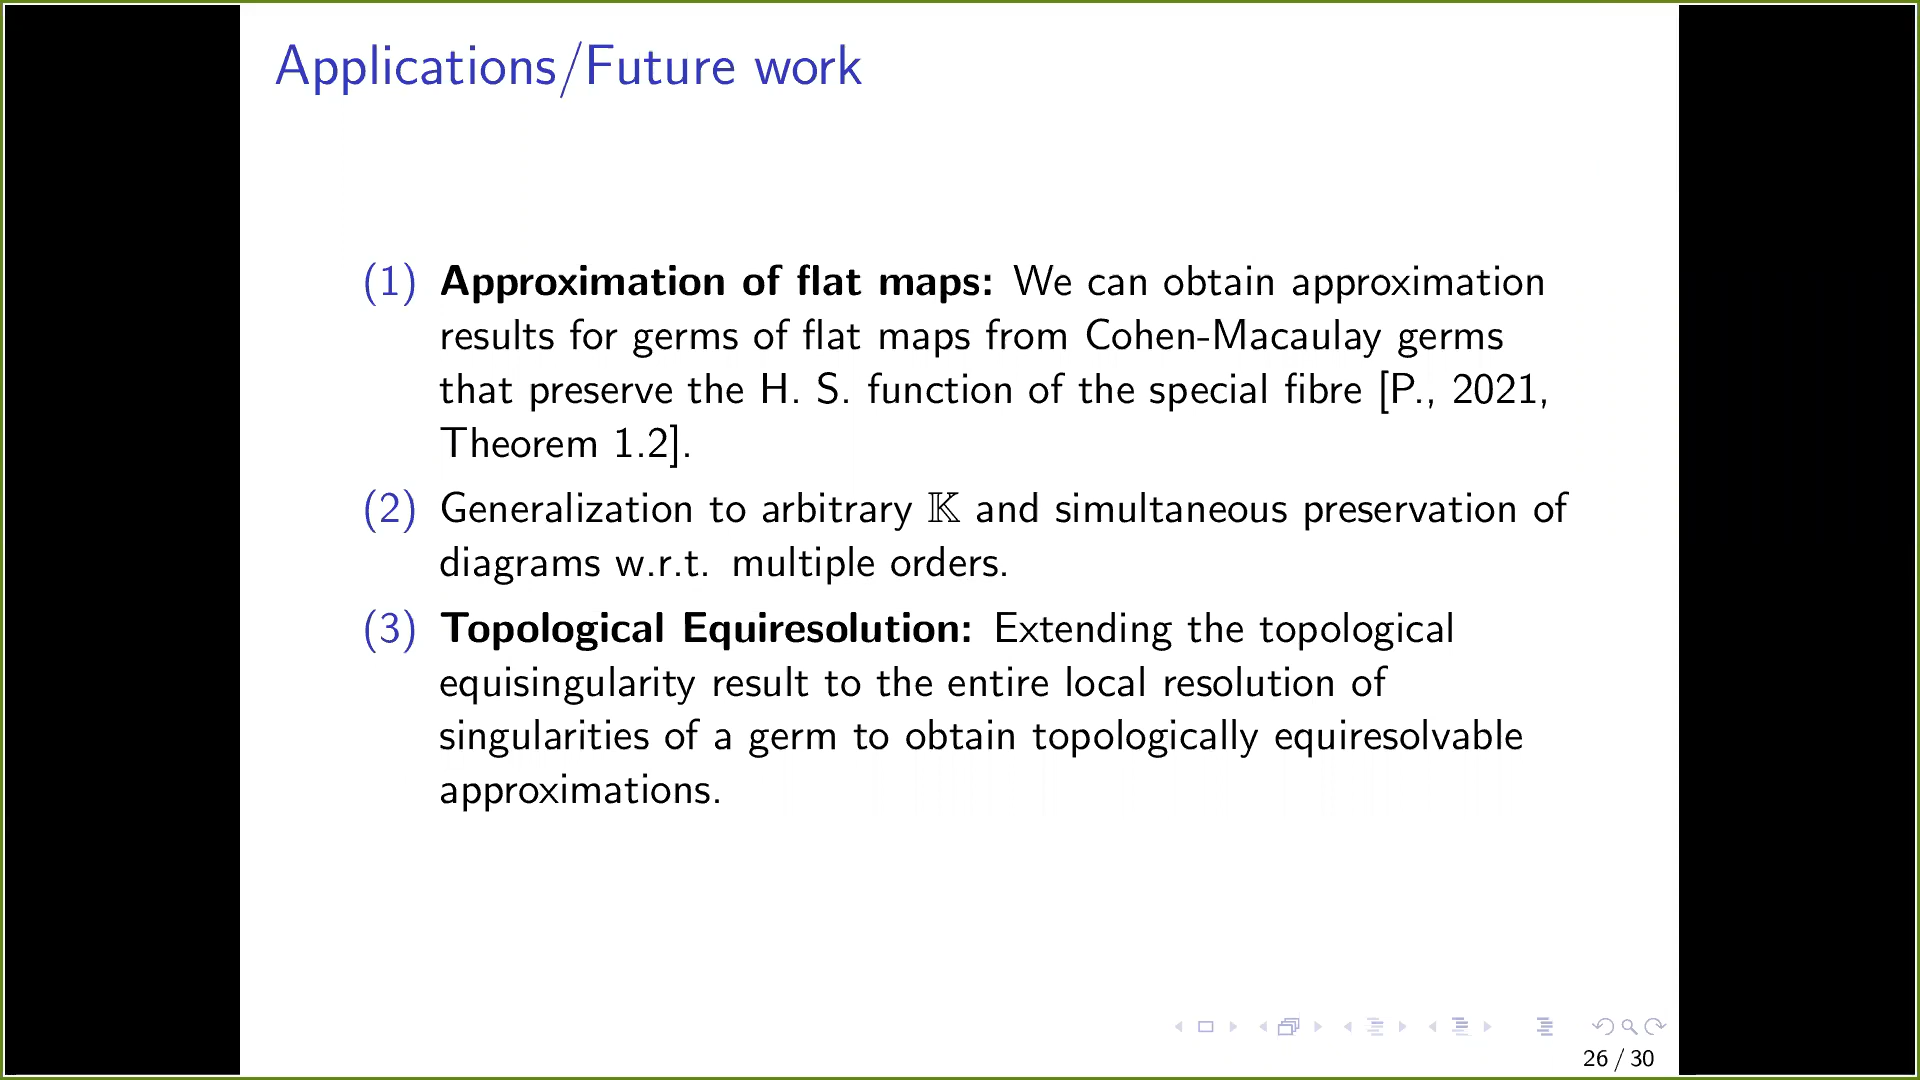 Applications/Future work
(1) Approximation of flat maps: We can obtain approximation
results for germs of flat maps from Cohen-Macaulay germs
that preserve the H. S. function of the special fibre [P., 2021,
Theorem 1.2].
(2) Generalization to arbitrary 𝕂 and simultaneous preservation of
diagrams w.r.t. multiple orders.
(3) Topological Equiresolution: Extending the topological
equisingularity result to the entire local resolution of
singularities of a germ to obtain topologically equiresolvable
approximations.
26 / 30